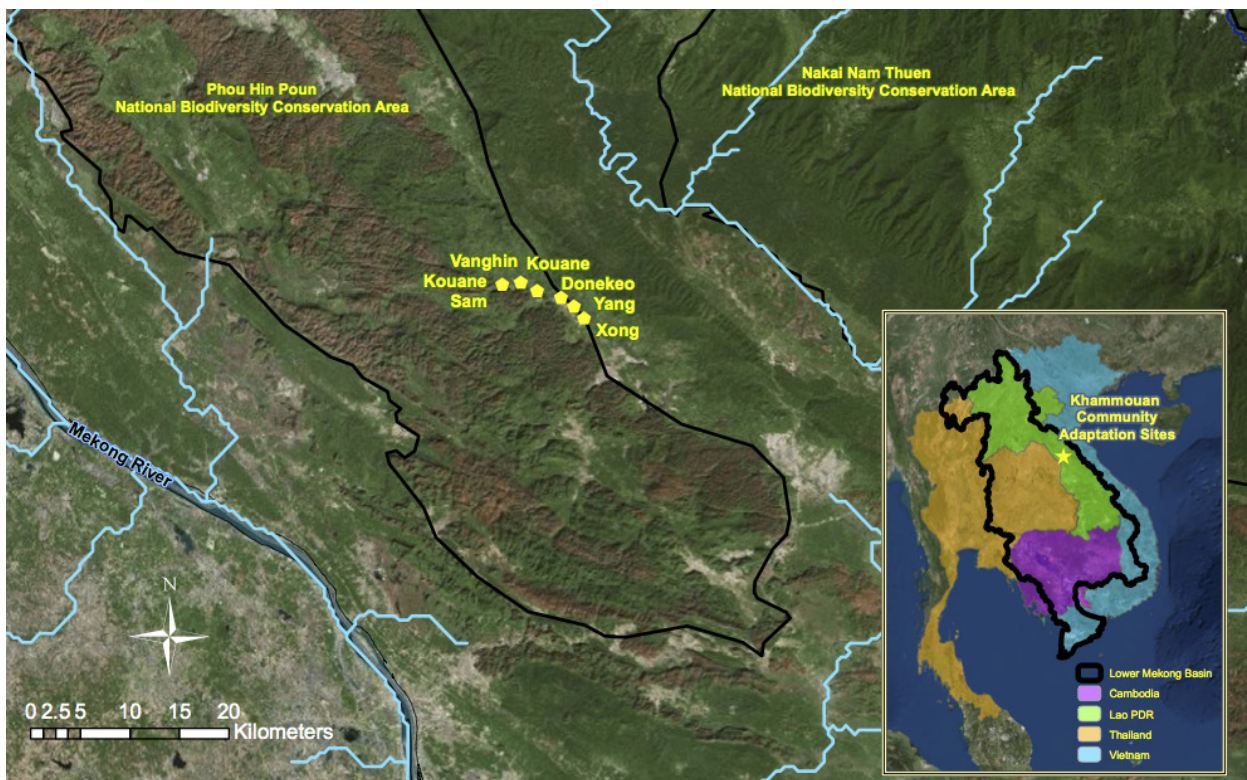 Phou Hin Poun
National Biodiversity Conservation Area
Nakai Nam Thuen
National Biodiversity Conservation Area
Vanghin
Kouane
Kouane
Sam
Donekeo
Yang
Xong
Mekong River
Khammouan
Community
Adaptation Sites
N
0 2.5 5 10 15 20
Kilometers
Lower Mekong Basin
Cambodia
Lao PDR
Thailand
Vietnam